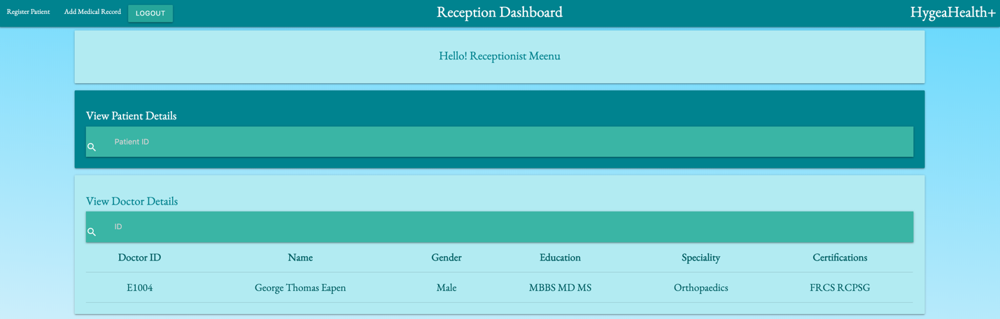 Register Patient Add Medical Record LOGOUT Reception Dashboard HygeaHealth+
Hello! Receptionist Meenu
View Patient Details
Patient ID
View Doctor Details
ID
Doctor ID Name Gender Education Speciality Certifications
E1004 George Thomas Eapen Male MBBS MD MS Orthopaedics FRCS RCPSG